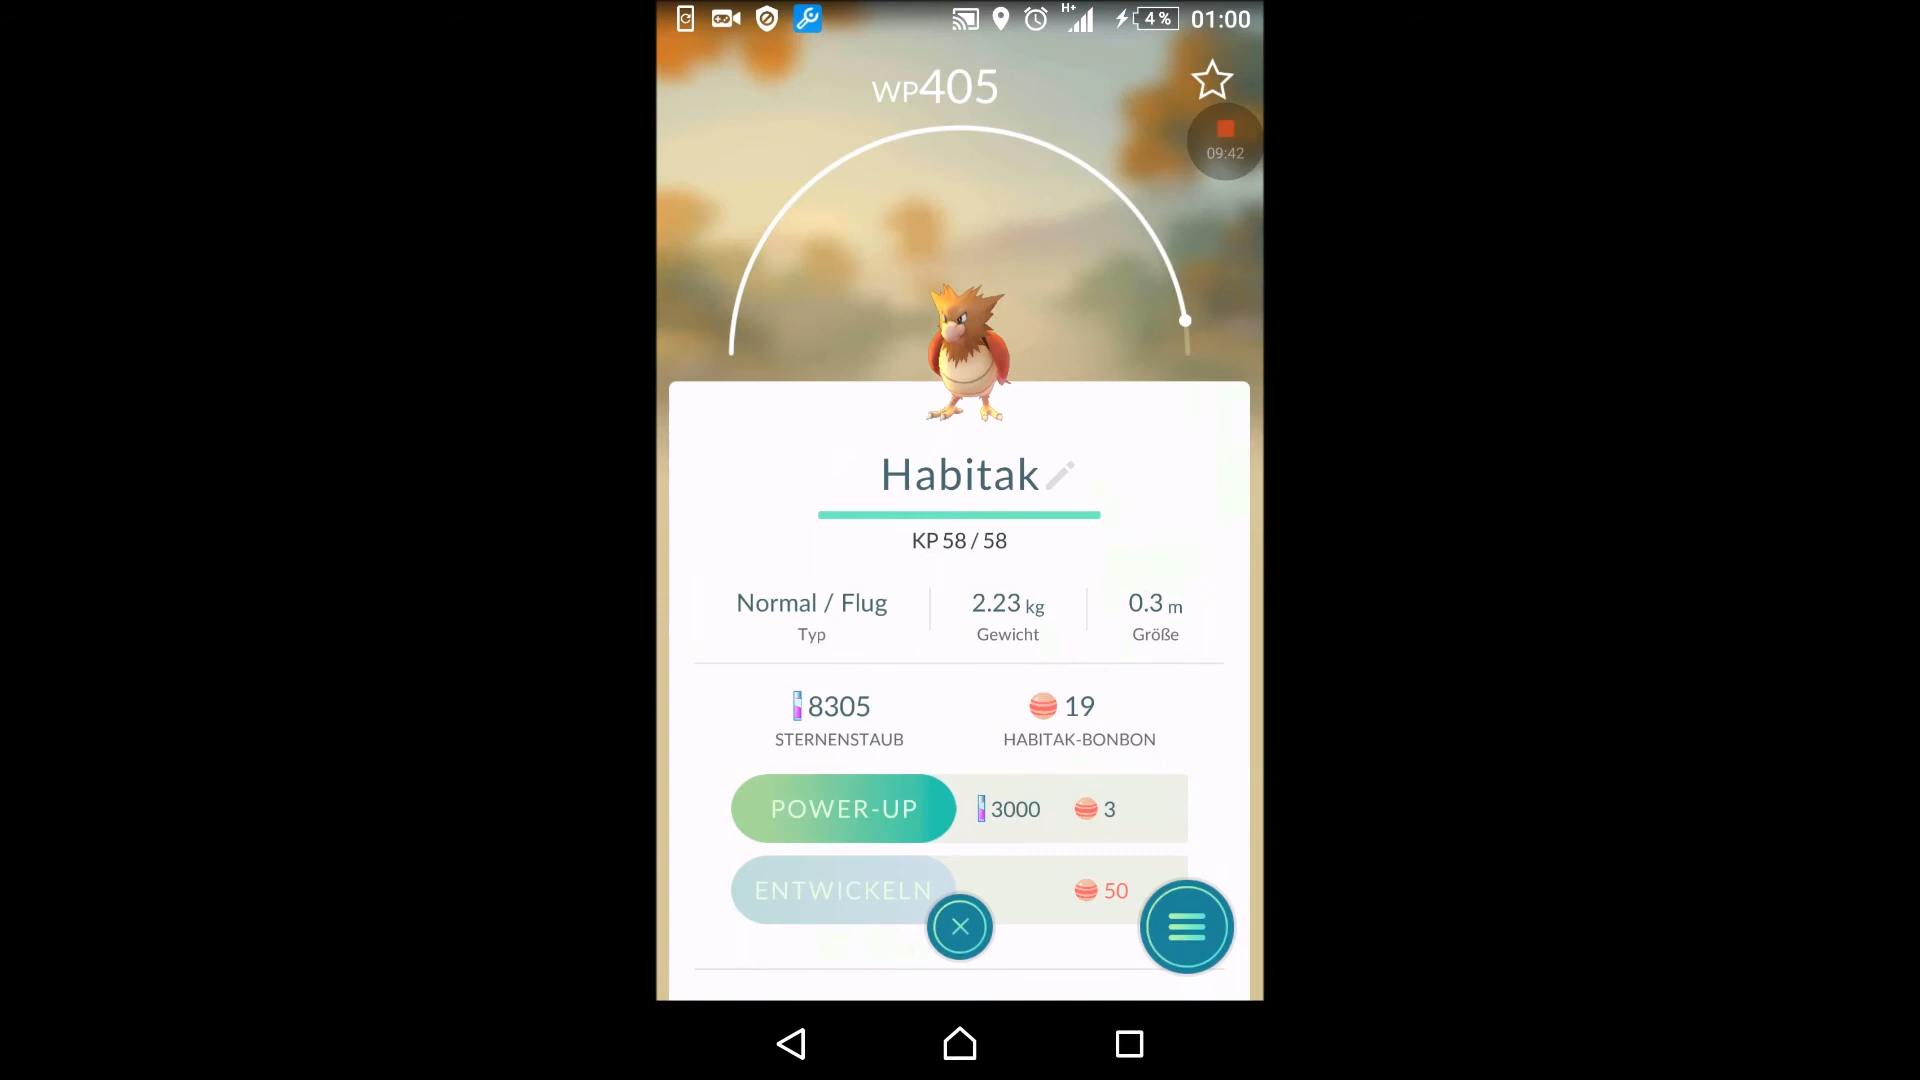 H+ 4 % 01:00
WP405
09:42
Habitak
KP 58 / 58
Normal / Flug 2.23 kg 0.3 m
Typ Gewicht Größe
8305 19
STERNENSTAUB HABITAK-BONBON
POWER-UP 3000 3
ENTWICKELN 50